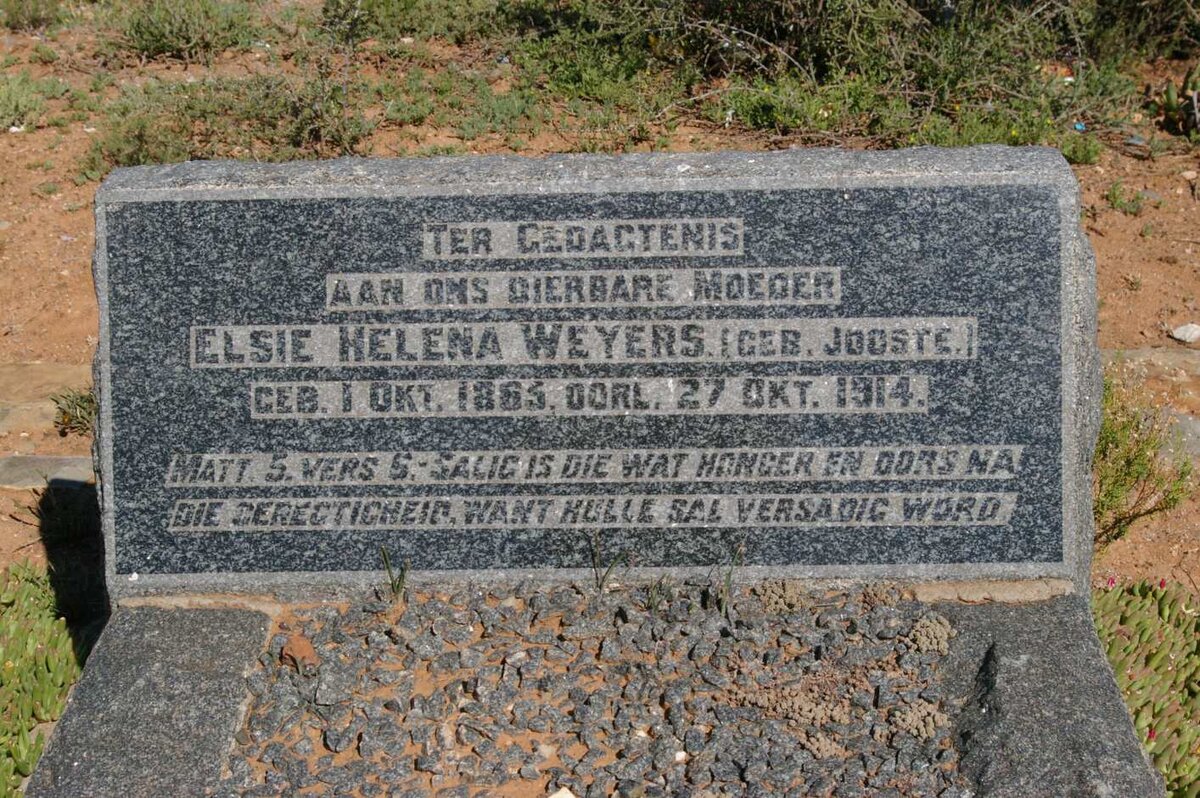 TER GEDAGTENIS
AAN ONS DIERBARE MOEDER
ELSIE HELENA WEYERS. (GEB. JOOSTE.)
GEB. 1 OKT. 1865, OORL. 27 OKT. 1914.
MATT. 5. VERS 6:-SALIG IS DIE WAT HONGER EN DORS NA
DIE GEREGTIGHEID, WANT HULLE SAL VERSADIG WORD